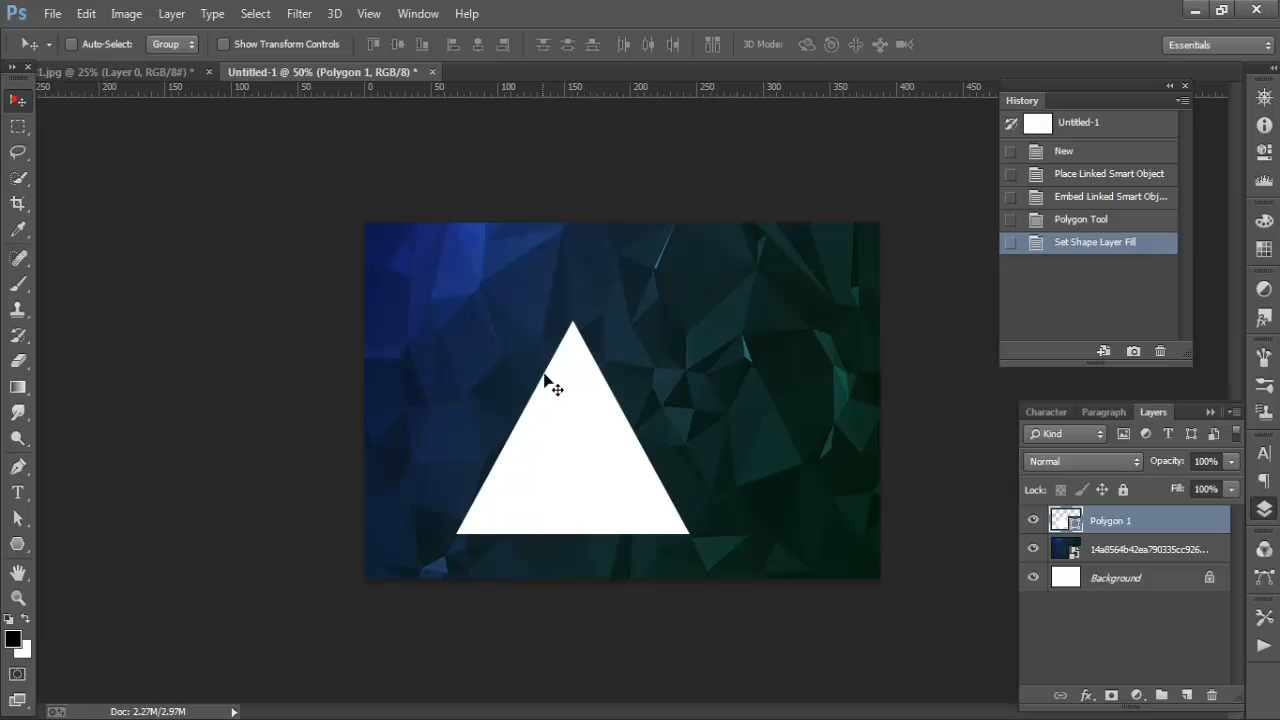 Ps File Edit Image Layer Type Select Filter 3D View Window Help
Auto-Select: Group Show Transform Controls 3D Mode: Essentials
1.jpg @ 25% (Layer 0, RGB/8#) * × Untitled-1 @ 50% (Polygon 1, RGB/8) * ×
250 200 150 100 50 0 50 100 150 200 250 300 350 400 450
History
Untitled-1
New
Place Linked Smart Object
Embed Linked Smart Obj...
Polygon Tool
Set Shape Layer Fill
Character Paragraph Layers
Kind
Normal Opacity: 100%
Lock: Fill: 100%
Polygon 1
14a8564b42ea790335cc926...
Background
Doc: 2.27M/2.97M